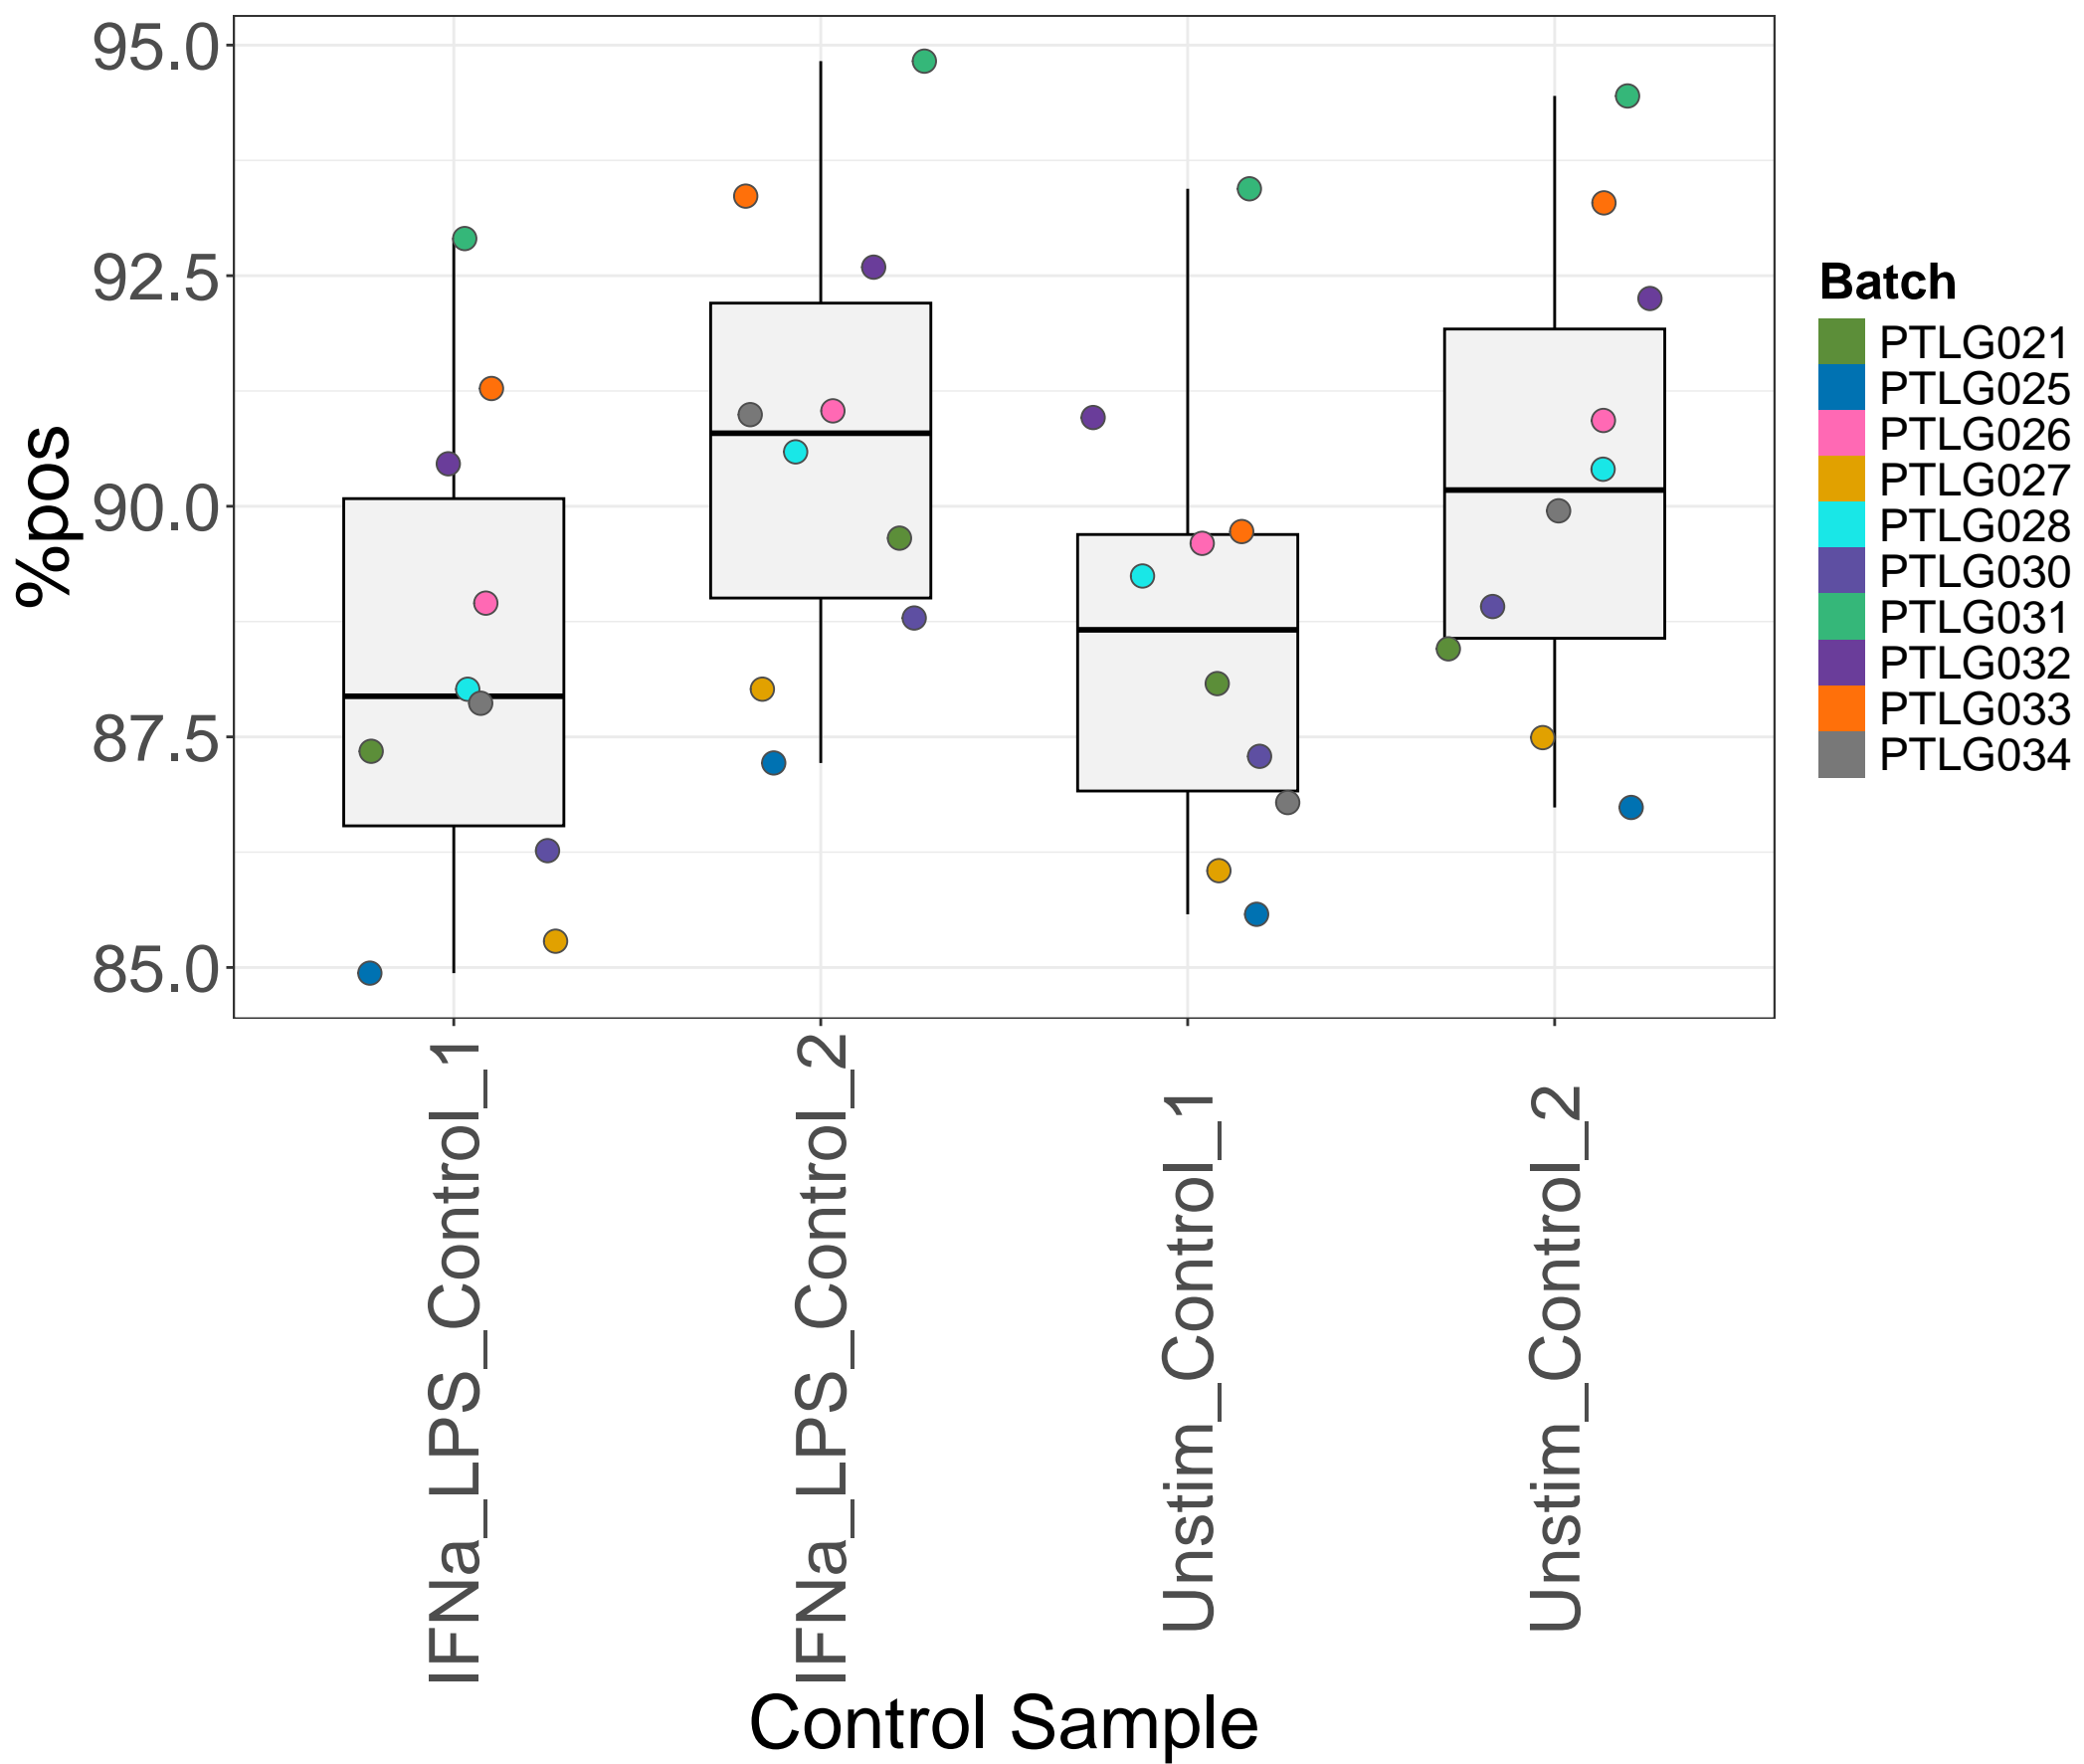 %pos
95.0
92.5
90.0
87.5
85.0
IFNa_LPS_Control_1
IFNa_LPS_Control_2
Unstim_Control_1
Unstim_Control_2
Control Sample
Batch
PTLG021
PTLG025
PTLG026
PTLG027
PTLG028
PTLG030
PTLG031
PTLG032
PTLG033
PTLG034